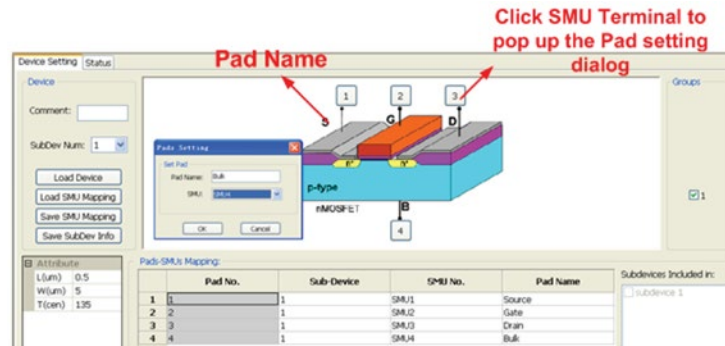 Click SMU Terminal to
pop up the Pad setting
dialog
Pad Name
Device Setting Status
Device
Comment:
SubDev Num: 1
Load Device
Load SMU Mapping
Save SMU Mapping
Save SubDev Info
Attribute
L(um) 0.5
W(um) 5
T(cen) 135
Pads Setting
Set Pad
Pad Name: Bulk
SMU: SMU4
OK Cancel
1 2 3
S G D
n+ n+
p-type
nMOSFET
B
4
Groups
1
Pads-SMUs Mapping:
Pad No. Sub-Device SMU No. Pad Name
1 1 1 SMU1 Source
2 2 1 SMU2 Gate
3 3 1 SMU3 Drain
4 4 1 SMU4 Bulk
Subdevices Included in:
subdevice 1